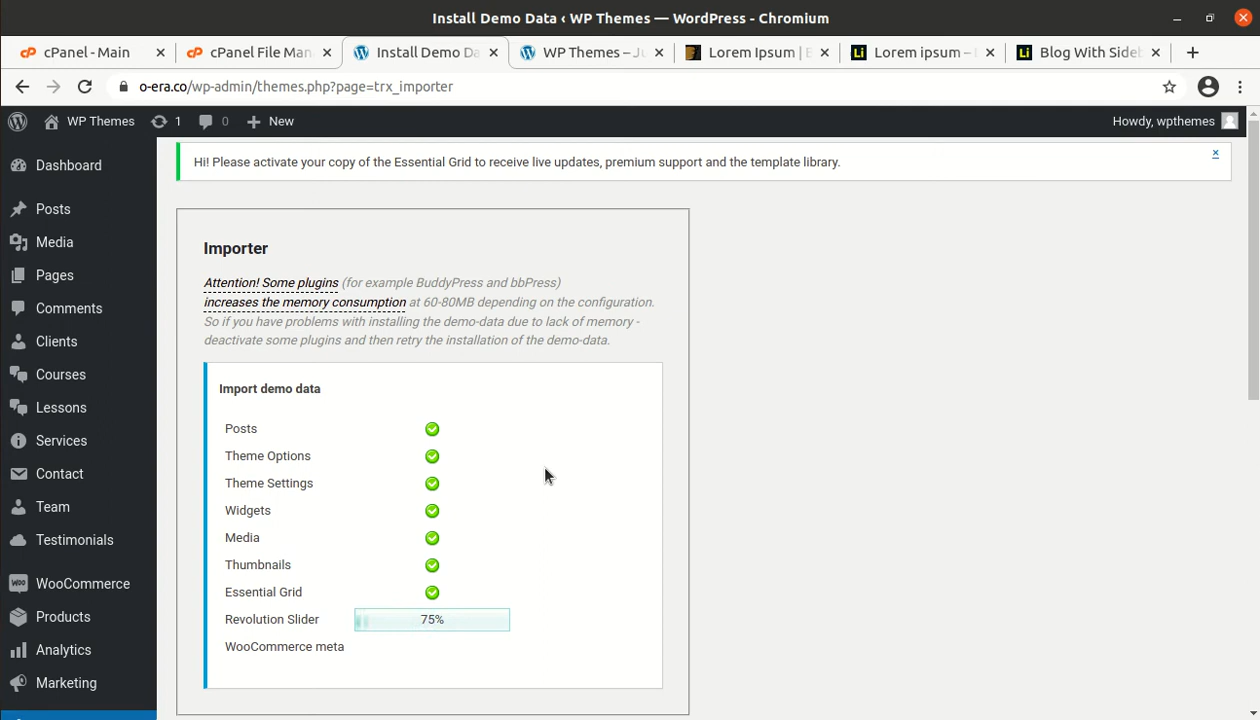 Install Demo Data ‹ WP Themes — WordPress - Chromium
cPanel - Main
cPanel File Man
Install Demo Da
WP Themes – Ju
Lorem Ipsum | B
Lorem ipsum –
Blog With Sideb
o-era.co/wp-admin/themes.php?page=trx_importer
WP Themes 1 0 New
Howdy, wpthemes
Hi! Please activate your copy of the Essential Grid to receive live updates, premium support and the template library.
x
Dashboard
Posts
Media
Pages
Comments
Clients
Courses
Lessons
Services
Contact
Team
Testimonials
WooCommerce
Products
Analytics
Marketing
Importer
Attention! Some plugins (for example BuddyPress and bbPress)
increases the memory consumption at 60-80MB depending on the configuration.
So if you have problems with installing the demo-data due to lack of memory -
deactivate some plugins and then retry the installation of the demo-data.
Import demo data
Posts
Theme Options
Theme Settings
Widgets
Media
Thumbnails
Essential Grid
Revolution Slider 75%
WooCommerce meta